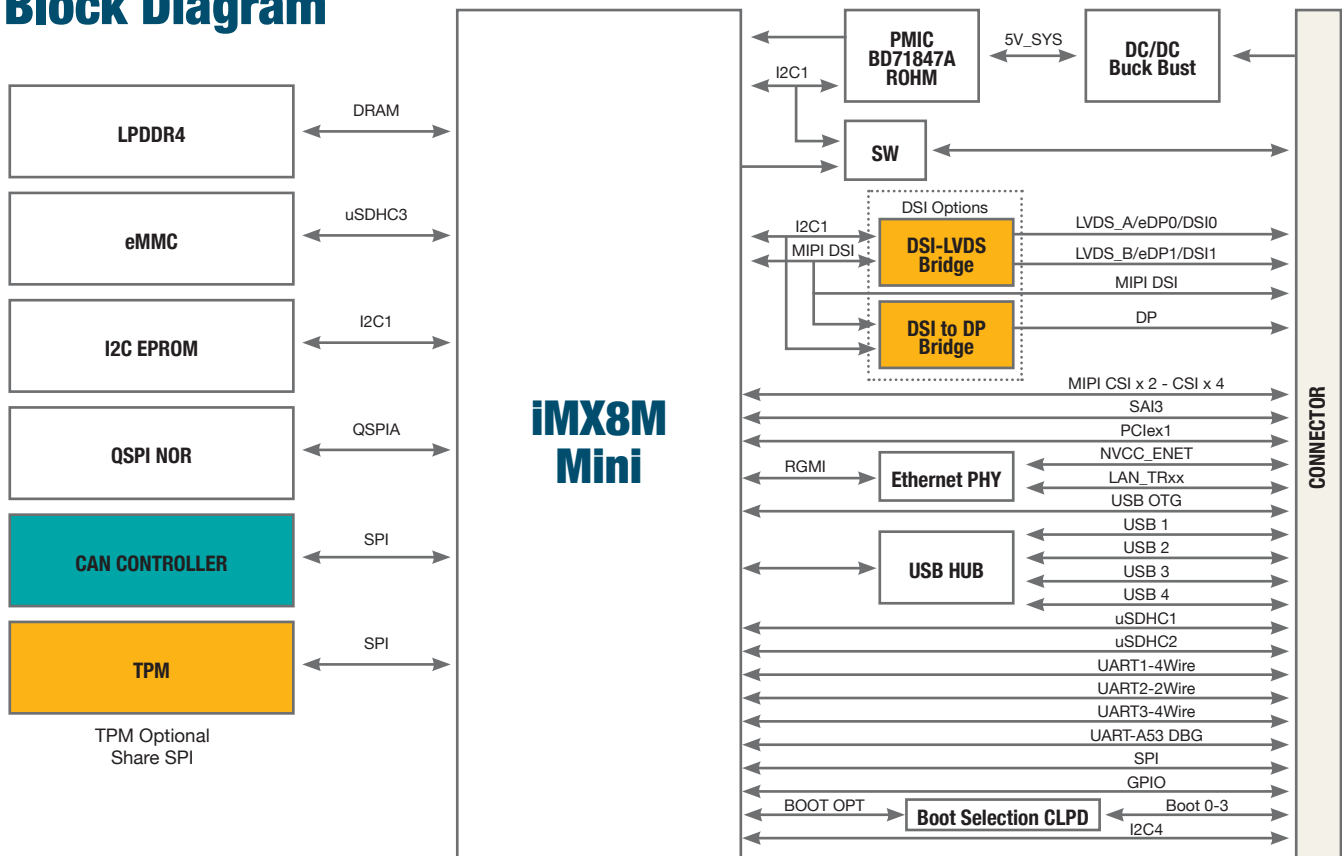 Block Diagram
LPDDR4
DRAM
eMMC
uSDHC3
I2C EPROM
I2C1
QSPI NOR
QSPIA
CAN CONTROLLER
SPI
TPM
SPI
TPM Optional
Share SPI
iMX8M
Mini
PMIC
BD71847A
ROHM
5V_SYS
DC/DC
Buck Bust
I2C1
SW
DSI Options
I2C1
MIPI DSI
DSI-LVDS
Bridge
LVDS_A/eDP0/DSI0
LVDS_B/eDP1/DSI1
MIPI DSI
DSI to DP
Bridge
DP
MIPI CSI x 2 - CSI x 4
SAI3
PCIex1
RGMI
Ethernet PHY
NVCC_ENET
LAN_TRxx
USB OTG
USB HUB
USB 1
USB 2
USB 3
USB 4
uSDHC1
uSDHC2
UART1-4Wire
UART2-2Wire
UART3-4Wire
UART-A53 DBG
SPI
GPIO
BOOT OPT
Boot Selection CLPD
Boot 0-3
I2C4
CONNECTOR